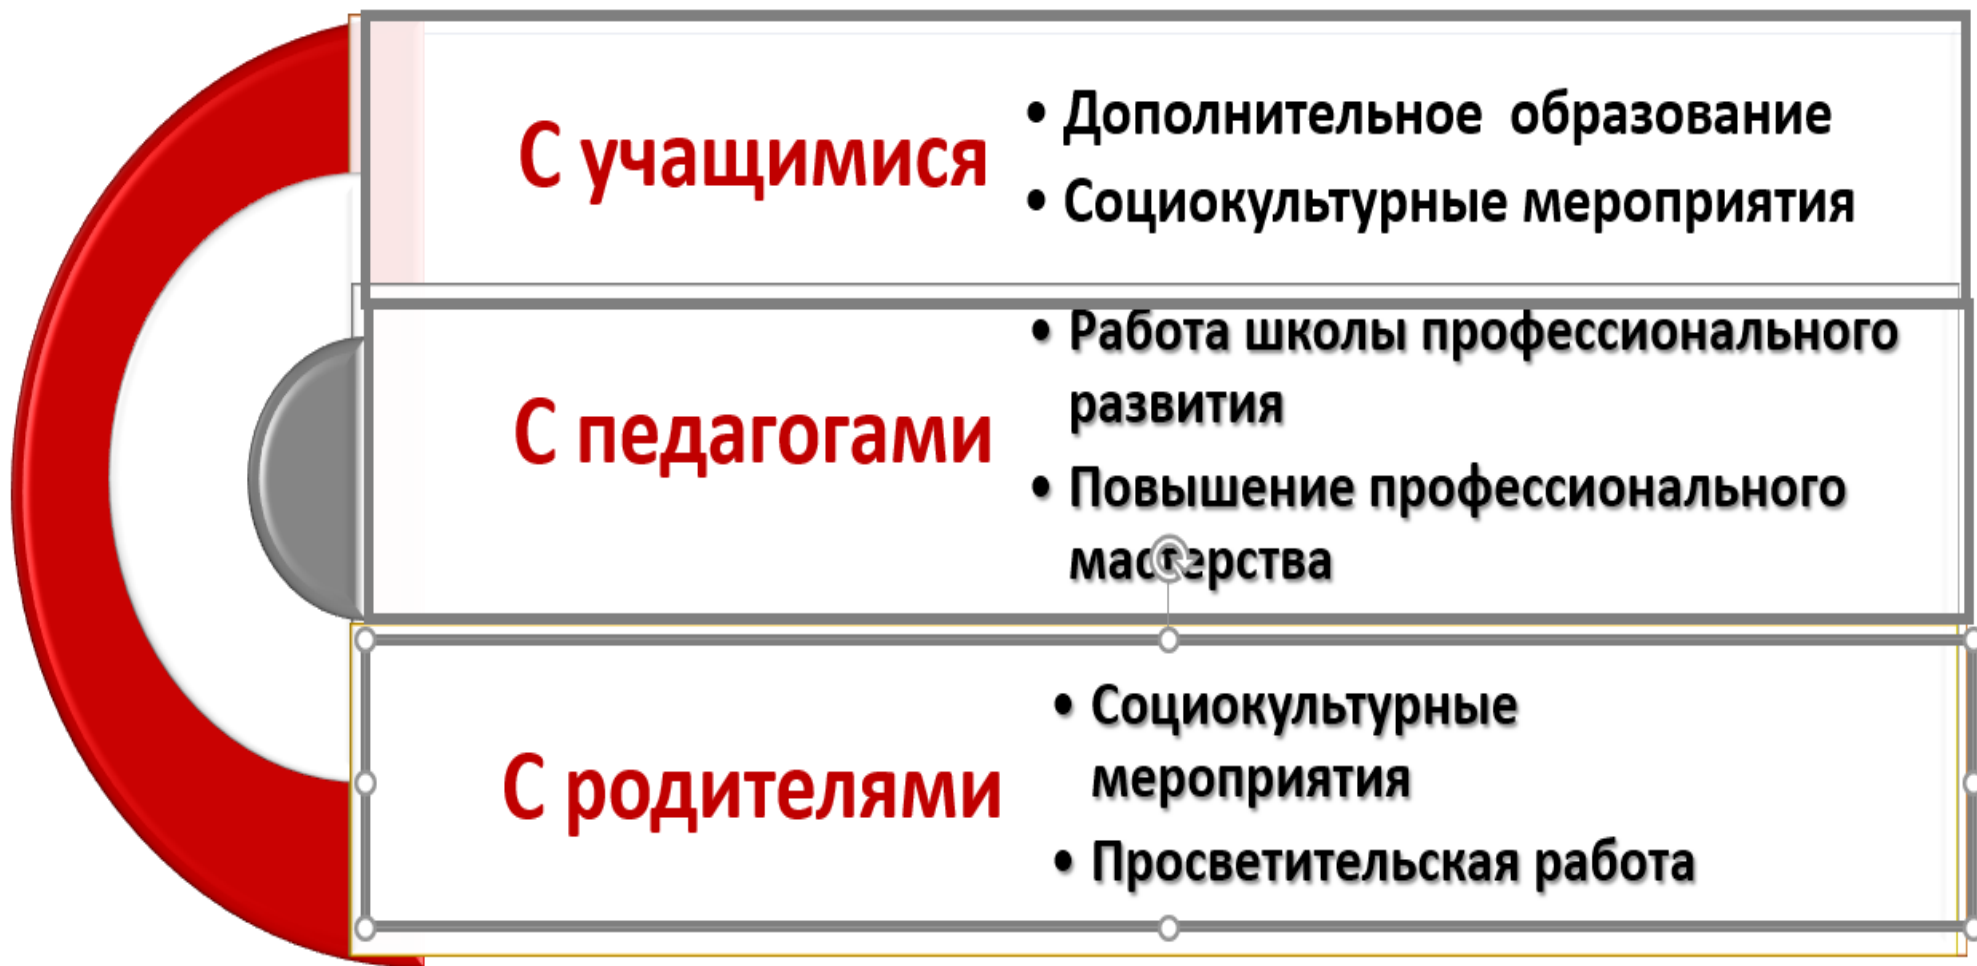 С учащимися
• Дополнительное образование
• Социокультурные мероприятия
С педагогами
• Работа школы профессионального
развития
• Повышение профессионального
мастерства
С родителями
• Социокультурные
мероприятия
• Просветительская работа